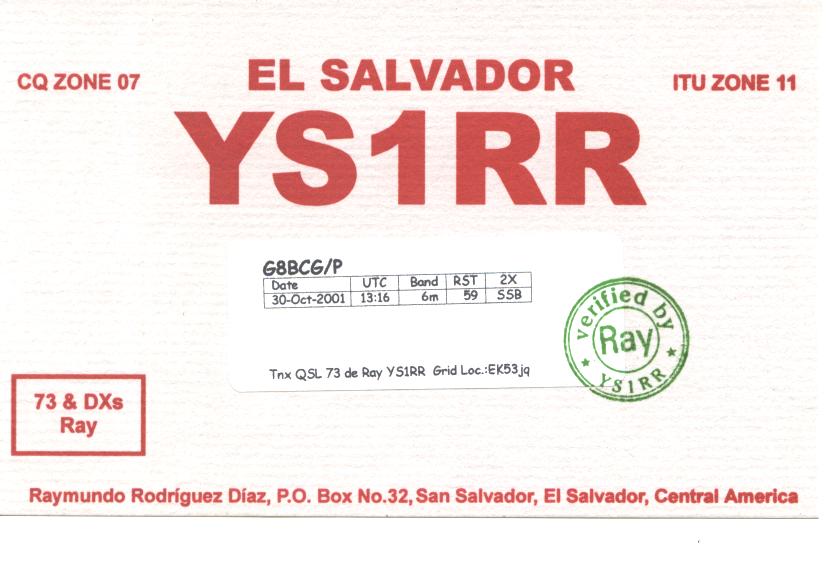 CQ ZONE 07
EL SALVADOR
ITU ZONE 11
YS1RR
G8BCG/P
Date UTC Band RST 2X
30-Oct-2001 13:16 6m 59 SSB
Tnx QSL 73 de Ray YS1RR Grid Loc.:EK53jq
verified by
Ray
★ YS1RR ★
73 & DXs
Ray
Raymundo Rodríguez Díaz, P.O. Box No.32, San Salvador, El Salvador, Central America